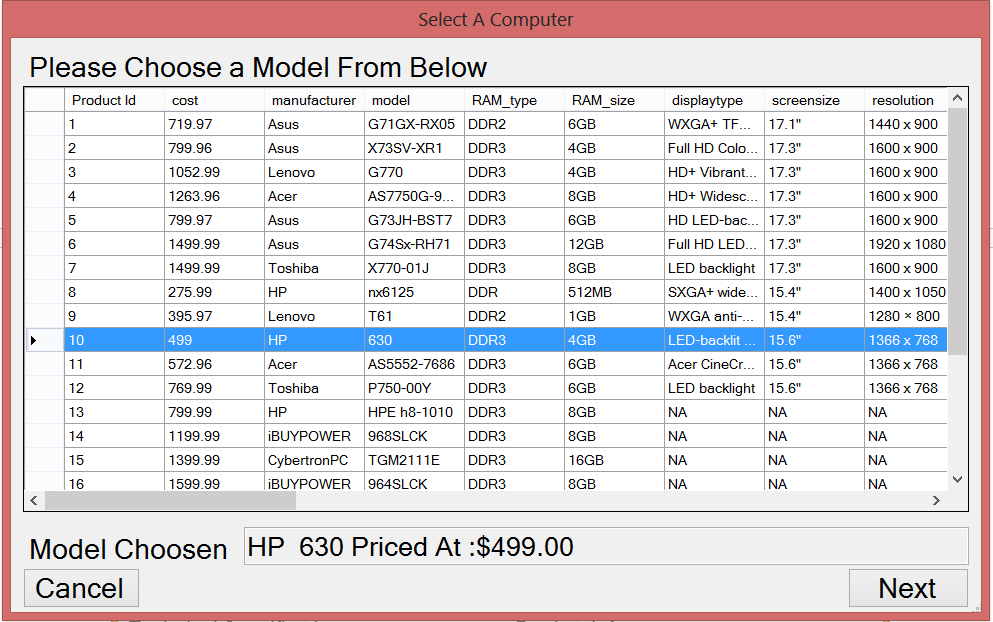 Select A Computer
Please Choose a Model From Below
Product Id cost manufacturer model RAM_type RAM_size displaytype screensize resolution
1 719.97 Asus G71GX-RX05 DDR2 6GB WXGA+ TF... 17.1" 1440 x 900
2 799.96 Asus X73SV-XR1 DDR3 4GB Full HD Colo... 17.3" 1600 x 900
3 1052.99 Lenovo G770 DDR3 4GB HD+ Vibrant... 17.3" 1600 x 900
4 1263.96 Acer AS7750G-9... DDR3 8GB HD+ Widesc... 17.3" 1600 x 900
5 799.97 Asus G73JH-BST7 DDR3 6GB HD LED-bac... 17.3" 1600 x 900
6 1499.99 Asus G74Sx-RH71 DDR3 12GB Full HD LED... 17.3" 1920 x 1080
7 1499.99 Toshiba X770-01J DDR3 8GB LED backlight 17.3" 1600 x 900
8 275.99 HP nx6125 DDR 512MB SXGA+ wide... 15.4" 1400 x 1050
9 395.97 Lenovo T61 DDR2 1GB WXGA anti-... 15.4" 1280 × 800
10 499 HP 630 DDR3 4GB LED-backlit ... 15.6" 1366 x 768
11 572.96 Acer AS5552-7686 DDR3 6GB Acer CineCr... 15.6" 1366 x 768
12 769.99 Toshiba P750-00Y DDR3 6GB LED backlight 15.6" 1366 x 768
13 799.99 HP HPE h8-1010 DDR3 8GB NA NA NA
14 1199.99 iBUYPOWER 968SLCK DDR3 8GB NA NA NA
15 1399.99 CybertronPC TGM2111E DDR3 16GB NA NA NA
16 1599.99 iBUYPOWER 964SLCK DDR3 8GB NA NA NA
Model Choosen HP 630 Priced At :$499.00
Cancel Next